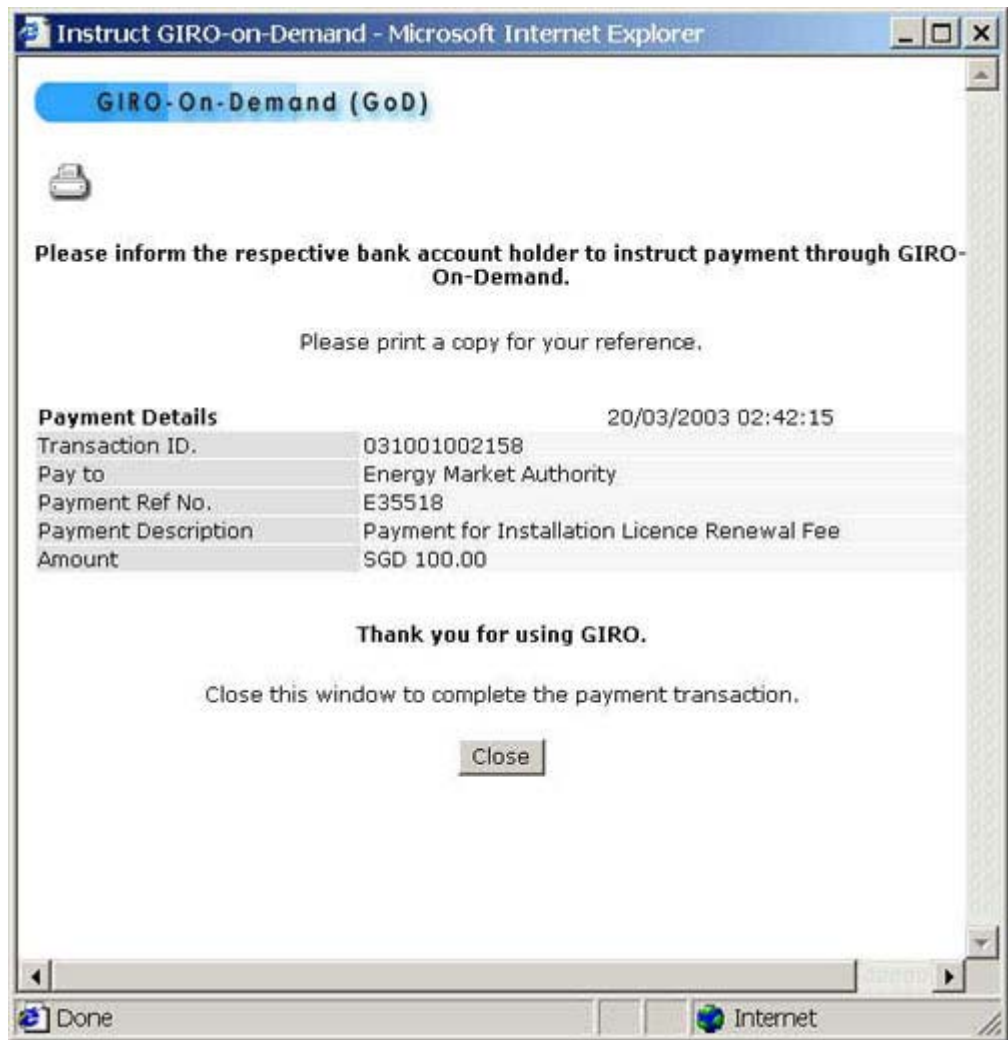 Instruct GIRO-on-Demand - Microsoft Internet Explorer
GIRO-On-Demand (GoD)
Please inform the respective bank account holder to instruct payment through GIRO-
On-Demand.
Please print a copy for your reference.
Payment Details 20/03/2003 02:42:15
Transaction ID. 031001002158
Pay to Energy Market Authority
Payment Ref No. E35518
Payment Description Payment for Installation Licence Renewal Fee
Amount SGD 100.00
Thank you for using GIRO.
Close this window to complete the payment transaction.
Close
Done Internet